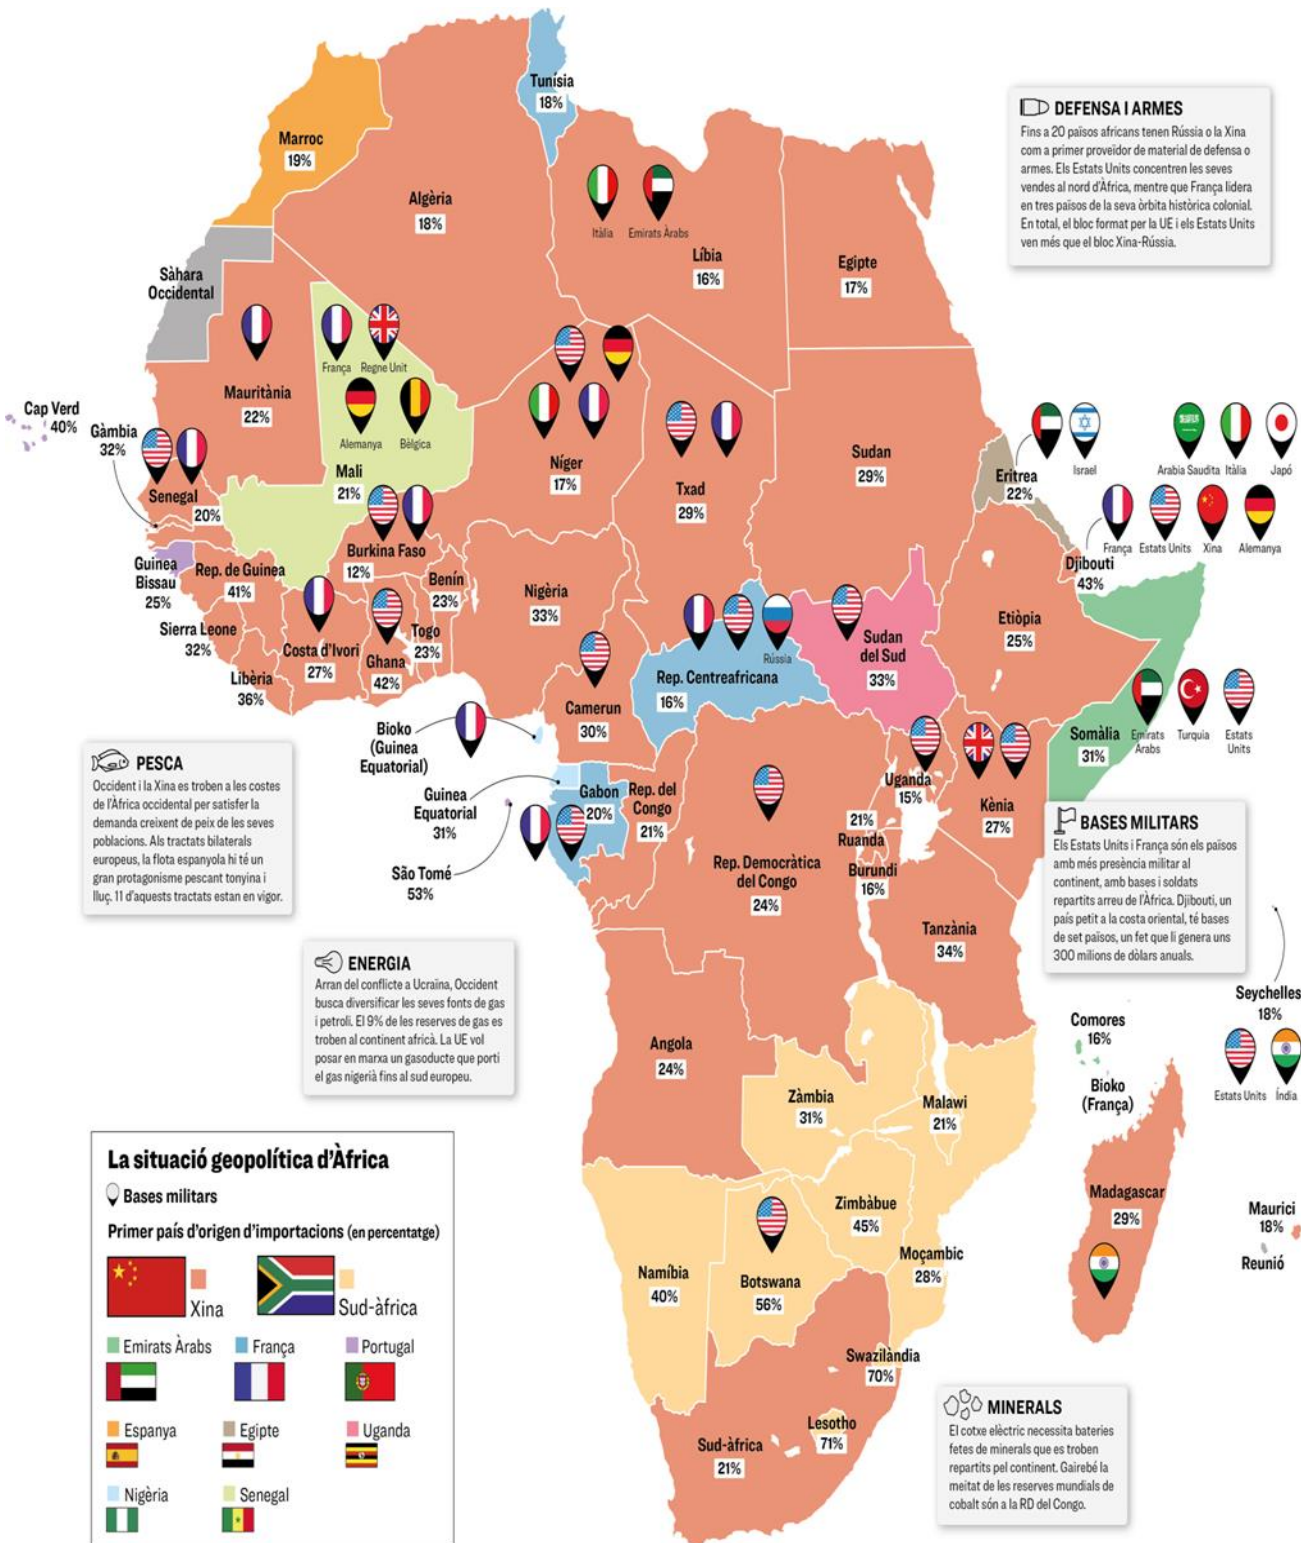 Tunísia
18%
Marroc
19%
DEFENSA I ARMES
Fins a 20 països africans tenen Rússia o la Xina
com a primer proveïdor de material de defensa o
armes. Els Estats Units concentren les seves
vendes al nord d'Àfrica, mentre que França lidera
en tres països de la seva òrbita històrica colonial.
En total, el bloc format per la UE i els Estats Units
ven més que el bloc Xina-Rússia.
Algèria
18%
Itàlia
Emirats Àrabs
Líbia
16%
Egipte
17%
Sàhara
Occidental
França
Regne Unit
Mauritània
22%
Alemanya
Bèlgica
Mali
21%
Cap Verd
40%
Gàmbia
32%
Senegal
20%
Níger
17%
Txad
29%
Sudan
29%
Eritrea
22%
Israel
Arabia Saudita
Itàlia
Japó
França
Estats Units
Xina
Alemanya
Djibouti
43%
Burkina Faso
12%
Guinea
Bissau
25%
Rep. de Guinea
41%
Benín
23%
Nigèria
33%
Etiòpia
25%
Sierra Leone
32%
Costa d'Ivori
27%
Ghana
42%
Togo
23%
Libèria
36%
Rússia
Rep. Centreafricana
16%
Sudan
del Sud
33%
Camerun
30%
Bioko
(Guinea
Equatorial)
Somàlia
31%
Emirats
Àrabs
Turquia
Estats
Units
PESCA
Occident i la Xina es troben a les costes
de l'Àfrica occidental per satisfer la
demanda creixent de peix de les seves
poblacions. Als tractats bilaterals
europeus, la flota espanyola hi té un
gran protagonisme pescant tonyina i
lluç. 11 d'aquests tractats estan en vigor.
Guinea
Equatorial
31%
Gabon
20%
Rep. del
Congo
21%
Uganda
15%
Kènia
27%
21%
Ruanda
Burundi
16%
São Tomé
53%
Rep. Democràtica
del Congo
24%
BASES MILITARS
Els Estats Units i França són els països
amb més presència militar al
continent, amb bases i soldats
repartits arreu de l'Àfrica. Djibouti, un
país petit a la costa oriental, té bases
de set països, un fet que li genera uns
300 milions de dòlars anuals.
Tanzània
34%
ENERGIA
Arran del conflicte a Ucraïna, Occident
busca diversificar les seves fonts de gas
i petroli. El 9% de les reserves de gas es
troben al continent africà. La UE vol
posar en marxa un gasoducte que porti
el gas nigerià fins al sud europeu.
Seychelles
18%
Estats Units
Índia
Comores
16%
Bioko
(França)
Angola
24%
Zàmbia
31%
Malawi
21%
Madagascar
29%
Maurici
18%
Reunió
Zimbàbue
45%
Moçambic
28%
Namíbia
40%
Botswana
56%
Swazilàndia
70%
Lesotho
71%
Sud-àfrica
21%
MINERALS
El cotxe elèctric necessita bateries
fetes de minerals que es troben
repartits pel continent. Gairebé la
meitat de les reserves mundials de
cobalt són a la RD del Congo.
La situació geopolítica d'Àfrica
Bases militars
Primer país d'origen d'importacions (en percentatge)
Xina
Sud-àfrica
Emirats Àrabs
França
Portugal
Espanya
Egipte
Uganda
Nigèria
Senegal